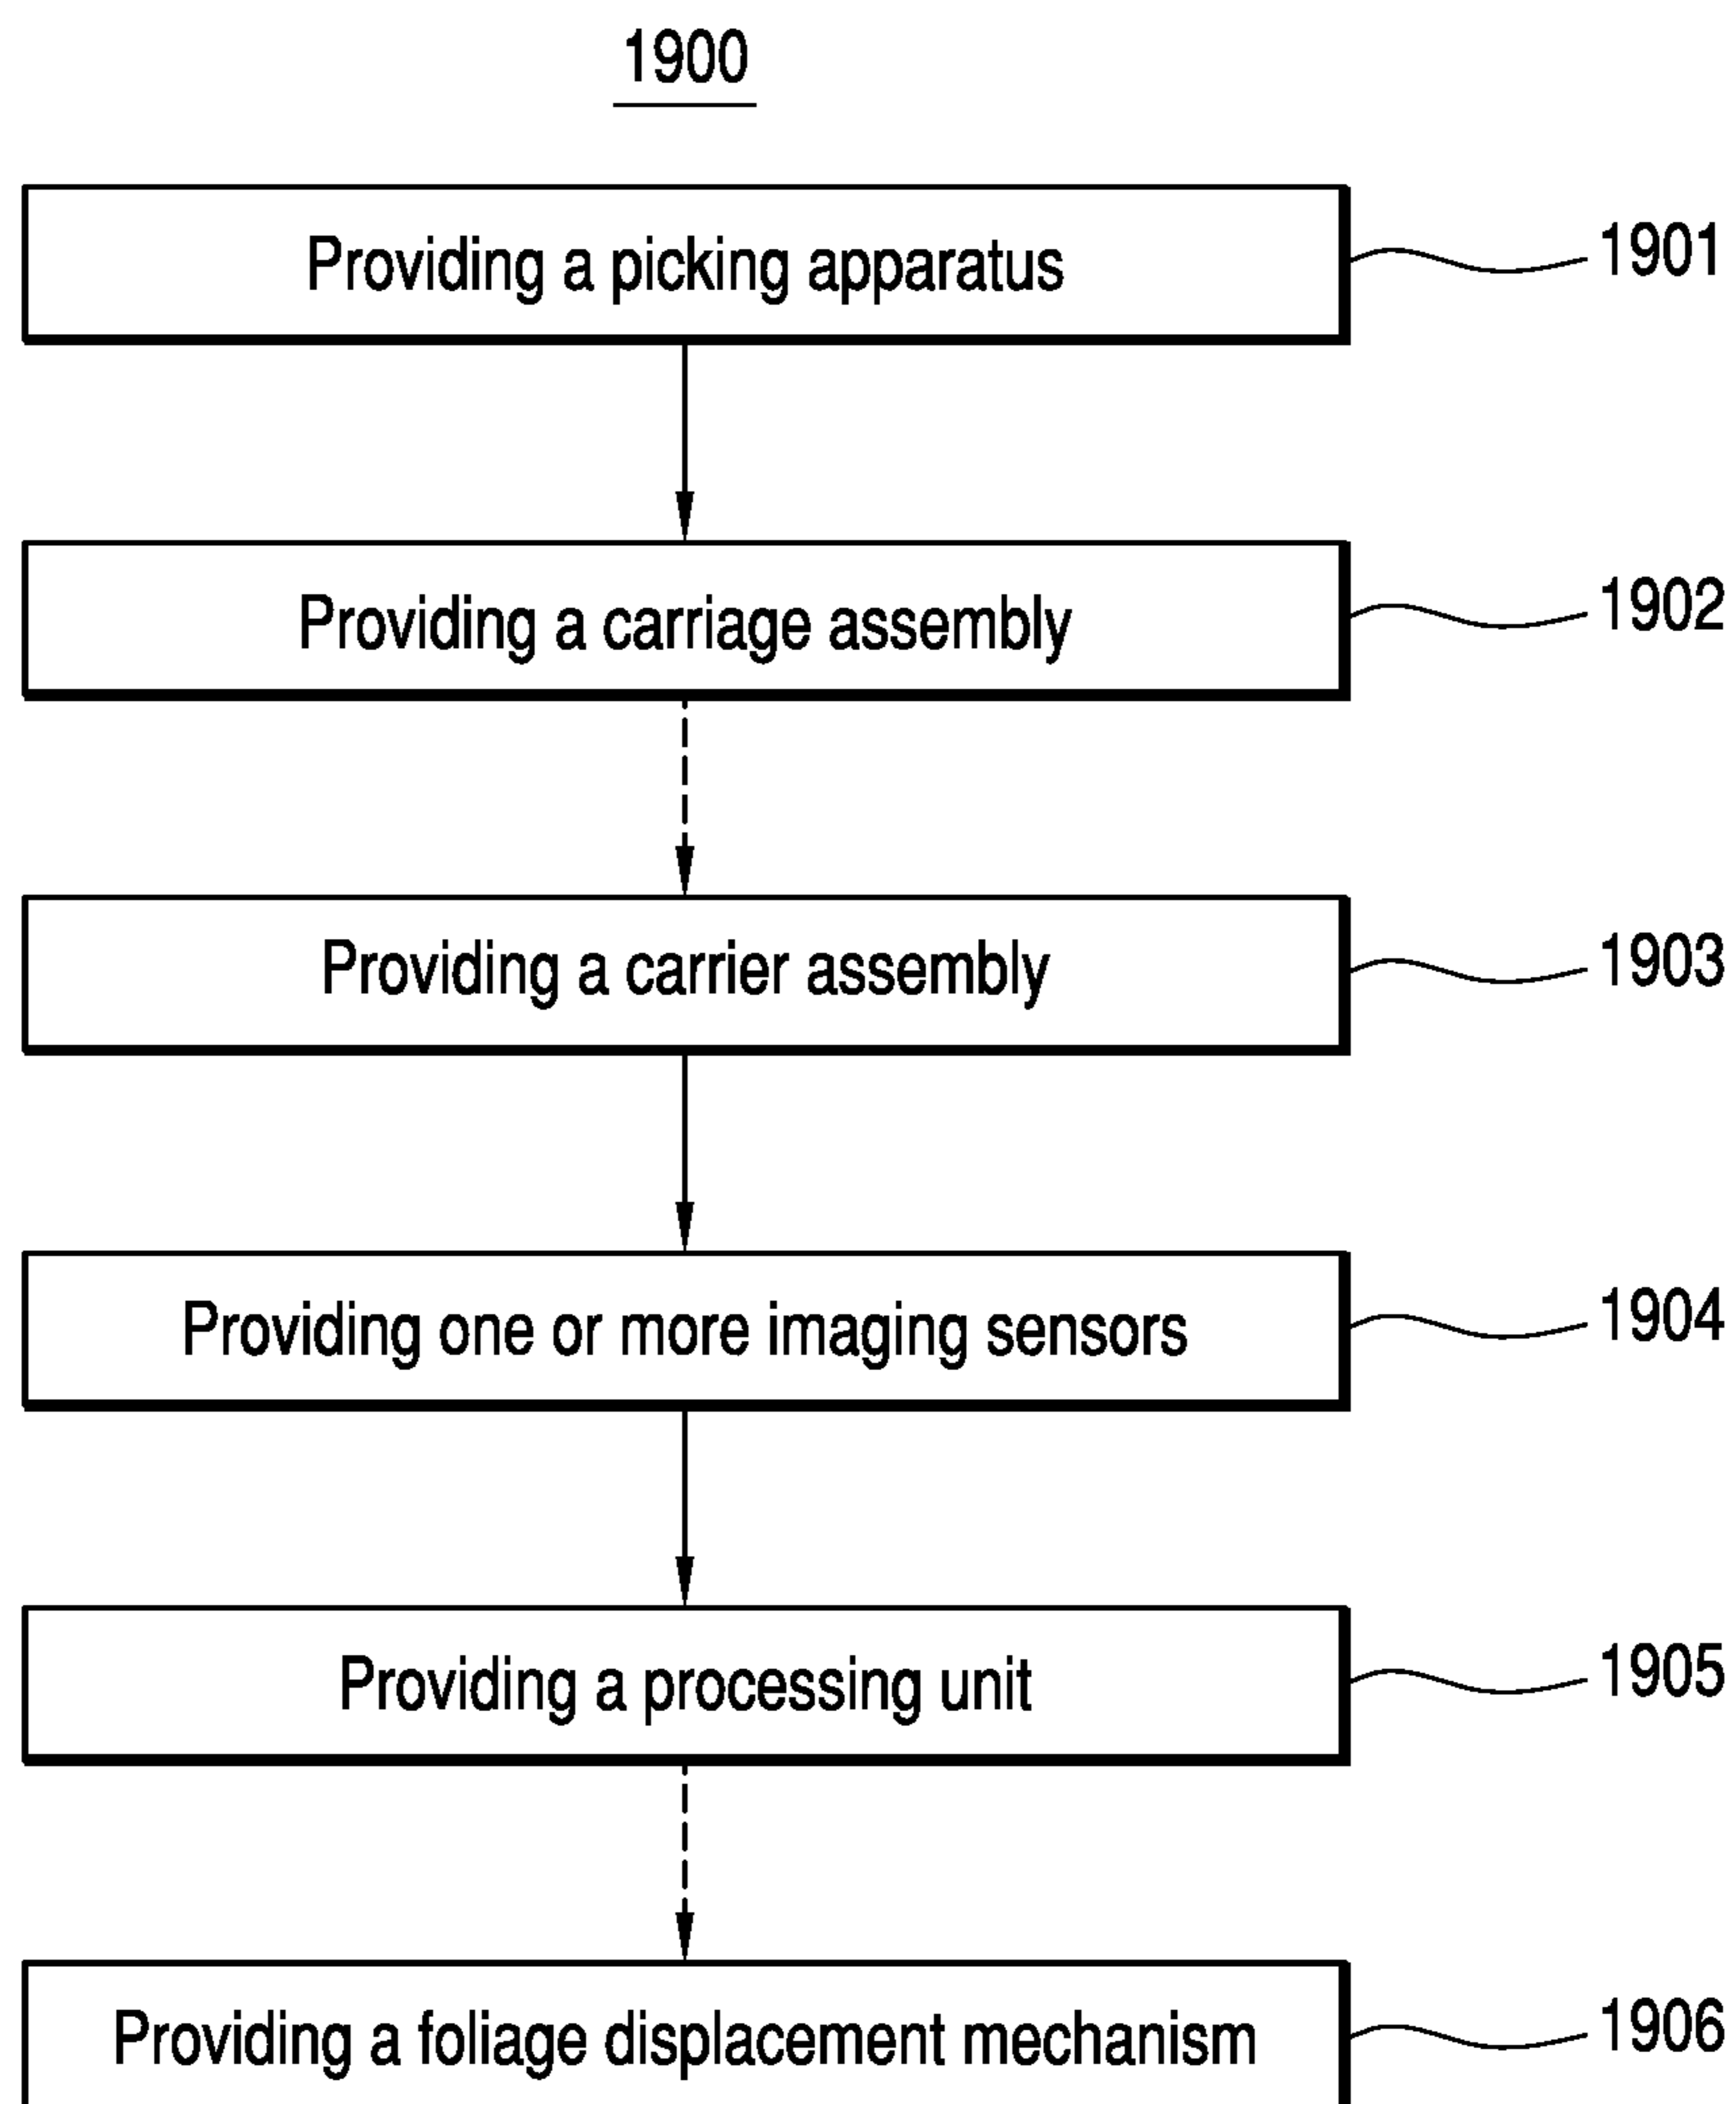 1900
Providing a picking apparatus 1901
Providing a carriage assembly 1902
Providing a carrier assembly 1903
Providing one or more imaging sensors 1904
Providing a processing unit 1905
Providing a foliage displacement mechanism 1906